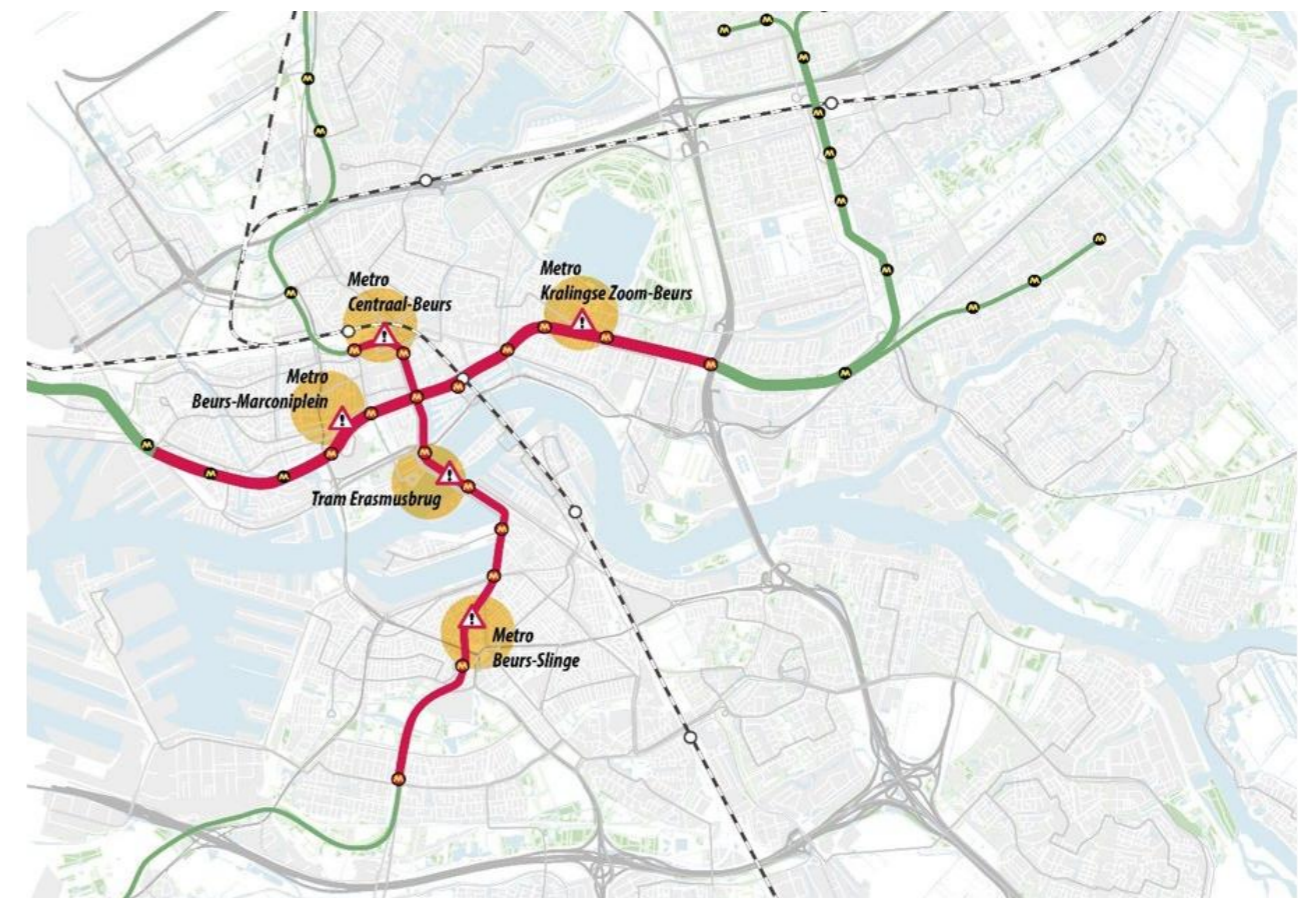 Metro
Centraal-Beurs
Metro
Kralingse Zoom-Beurs
Metro
Beurs-Marconiplein
Tram Erasmusbrug
Metro
Beurs-Slinge